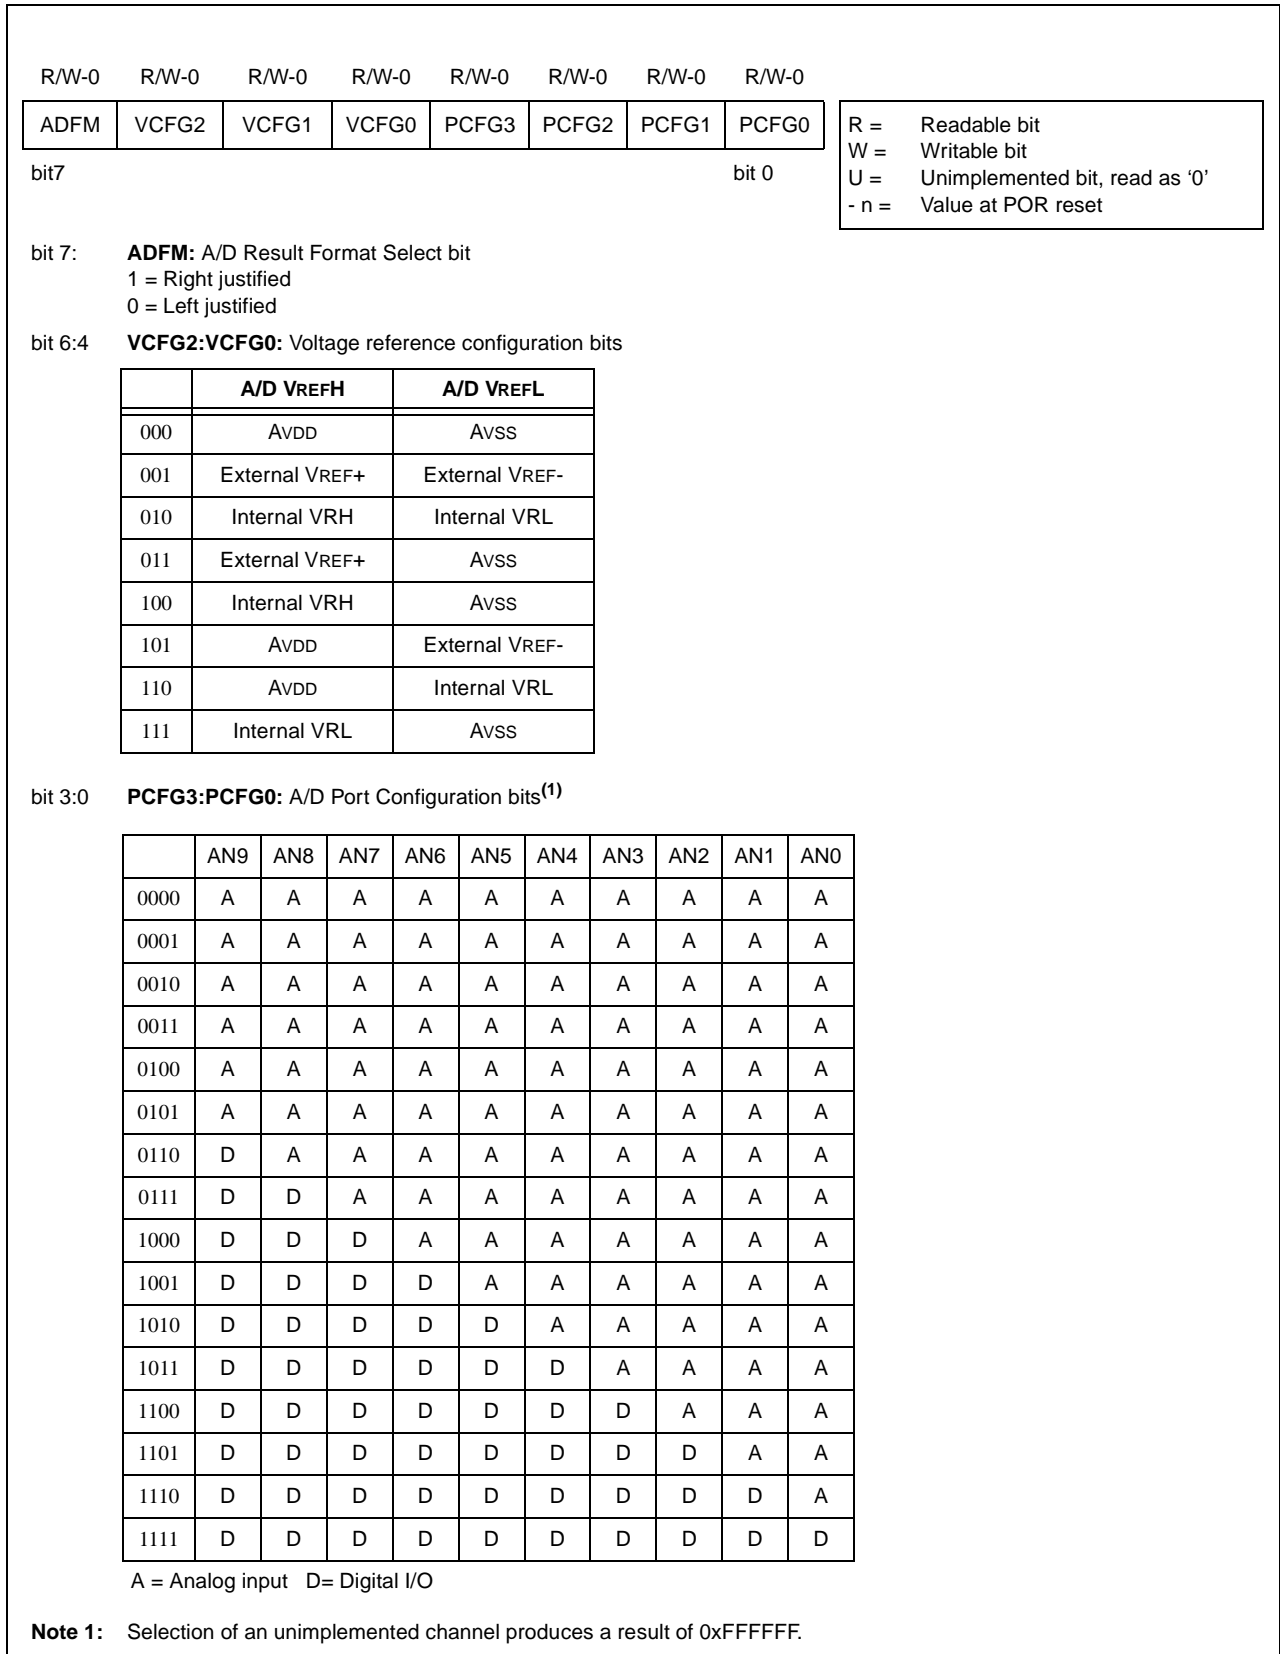 R/W-0 R/W-0 R/W-0 R/W-0 R/W-0 R/W-0 R/W-0 R/W-0
ADFM VCFG2 VCFG1 VCFG0 PCFG3 PCFG2 PCFG1 PCFG0
bit7 bit 0
R = Readable bit
W = Writable bit
U = Unimplemented bit, read as ‘0’
- n = Value at POR reset
bit 7: ADFM: A/D Result Format Select bit
1 = Right justified
0 = Left justified
bit 6:4 VCFG2:VCFG0: Voltage reference configuration bits
A/D VREFH A/D VREFL
000 AVDD AVSS
001 External VREF+ External VREF-
010 Internal VRH Internal VRL
011 External VREF+ AVSS
100 Internal VRH AVSS
101 AVDD External VREF-
110 AVDD Internal VRL
111 Internal VRL AVSS
bit 3:0 PCFG3:PCFG0: A/D Port Configuration bits(1)
AN9 AN8 AN7 AN6 AN5 AN4 AN3 AN2 AN1 AN0
0000 A A A A A A A A A A
0001 A A A A A A A A A A
0010 A A A A A A A A A A
0011 A A A A A A A A A A
0100 A A A A A A A A A A
0101 A A A A A A A A A A
0110 D A A A A A A A A A
0111 D D A A A A A A A A
1000 D D D A A A A A A A
1001 D D D D A A A A A A
1010 D D D D D A A A A A
1011 D D D D D D A A A A
1100 D D D D D D D A A A
1101 D D D D D D D D A A
1110 D D D D D D D D D A
1111 D D D D D D D D D D
A = Analog input D= Digital I/O
Note 1: Selection of an unimplemented channel produces a result of 0xFFFFFF.